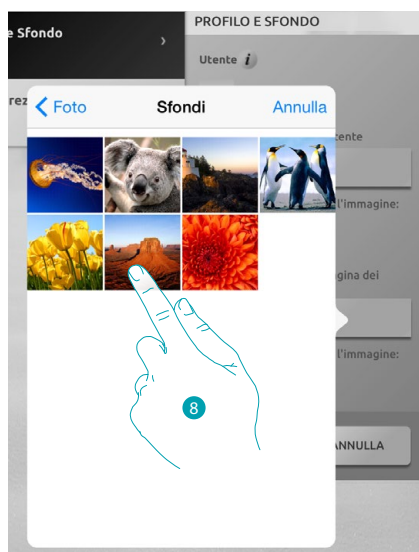 PROFILO E SFONDO
e Sfondo
Utente i
rez
Foto Sfondi Annulla
tente
l'immagine:
gina dei
l'immagine:
8
ANNULLA